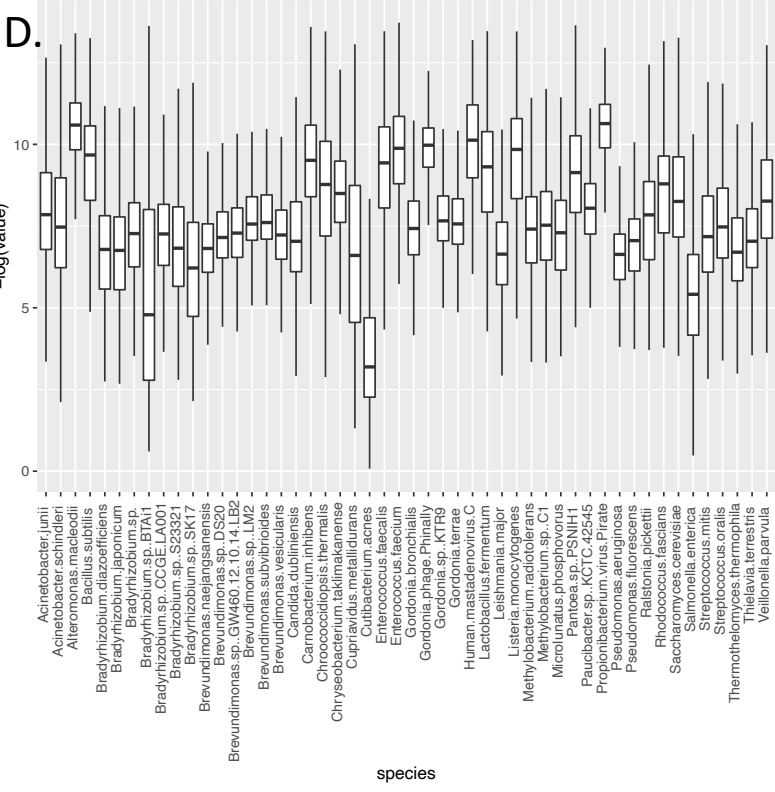 D.
-log(value)
10
5
0
Acinetobacter.junii
Acinetobacter.schindleri
Alteromonas.macleodii
Bacillus.subtilis
Bradyrhizobium.diazoefficiens
Bradyrhizobium.japonicum
Bradyrhizobium.sp.
Bradyrhizobium.sp..BTAi1
Bradyrhizobium.sp..CCGE.LA001
Bradyrhizobium.sp..S23321
Bradyrhizobium.sp..SK17
Brevundimonas.naejangsanensis
Brevundimonas.sp..DS20
Brevundimonas.sp..GW460.12.10.14.LB2
Brevundimonas.sp..LM2
Brevundimonas.subvibrioides
Brevundimonas.vesicularis
Candida.dubliniensis
Carnobacterium.inhibens
Chroococcidiopsis.thermalis
Chryseobacterium.taklimakanense
Cupriavidus.metallidurans
Cutibacterium.acnes
Enterococcus.faecalis
Enterococcus.faecium
Gordonia.bronchialis
Gordonia.phage.Phinally
Gordonia.sp..KTR9
Gordonia.terrae
Human.mastadenovirus.C
Lactobacillus.fermentum
Leishmania.major
Listeria.monocytogenes
Methylobacterium.radiotolerans
Methylobacterium.sp..C1
Microlunatus.phosphovorus
Pantoea.sp..PSNIH1
Paucibacter.sp..KCTC.42545
Propionibacterium.virus.Pirate
Pseudomonas.aeruginosa
Pseudomonas.fluorescens
Ralstonia.pickettii
Rhodococcus.fascians
Saccharomyces.cerevisiae
Salmonella.enterica
Streptococcus.mitis
Streptococcus.oralis
Thermothelomyces.thermophila
Thielavia.terrestris
Veillonella.parvula
species